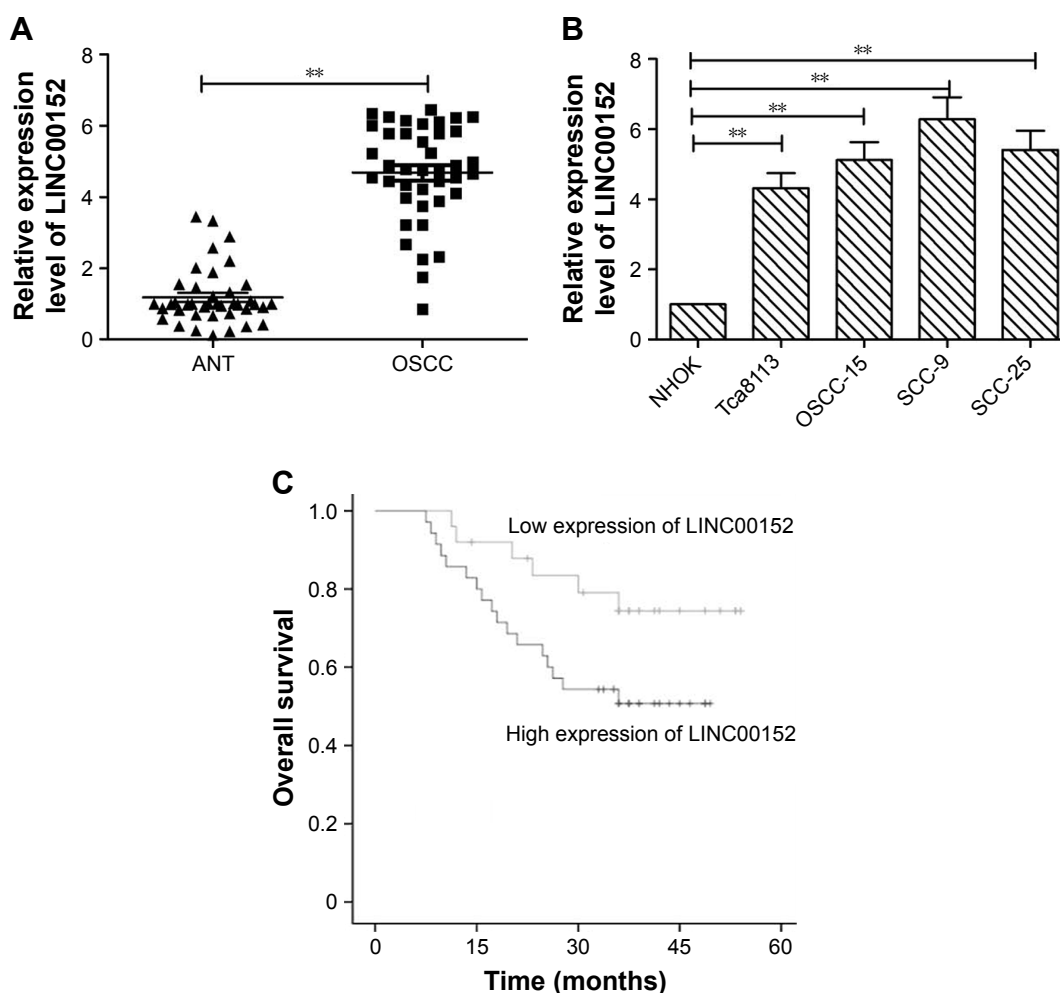 A
Relative expression
level of LINC00152
8
6
4
2
0
**
ANT
OSCC
B
Relative expression
level of LINC00152
8
6
4
2
0
**
**
**
**
NHOK
Tca8113
OSCC-15
SCC-9
SCC-25
C
Overall survival
1.0
0.8
0.6
0.4
0.2
0
Low expression of LINC00152
High expression of LINC00152
0
15
30
45
60
Time (months)